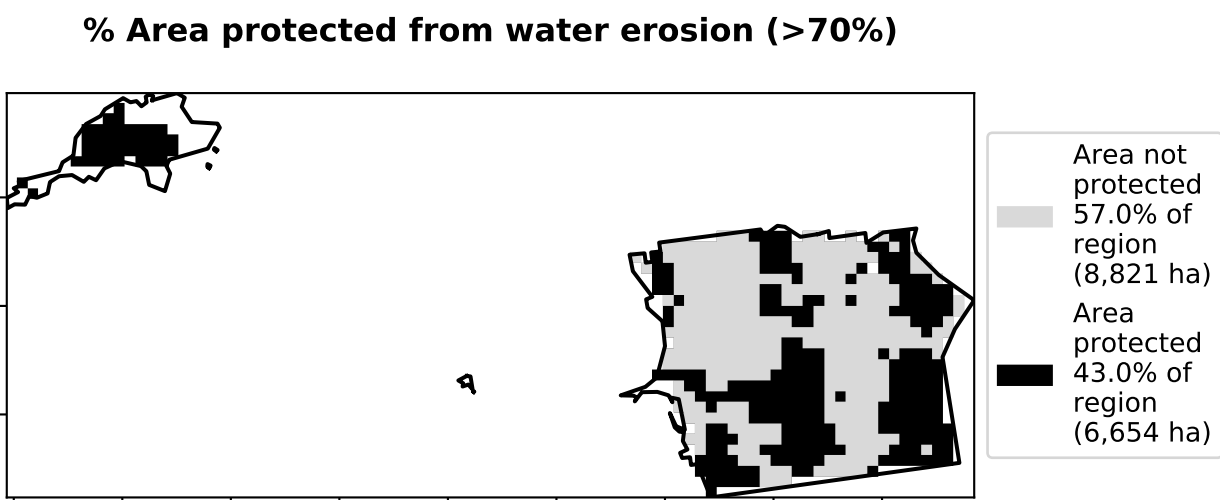 % Area protected from water erosion (>70%)
Area not
protected
57.0% of
region
(8,821 ha)
Area
protected
43.0% of
region
(6,654 ha)